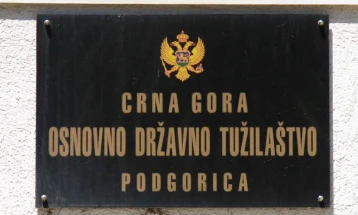 CRNA GORA
OSNOVNO DRŽAVNO TUŽILAŠTVO
PODGORICA